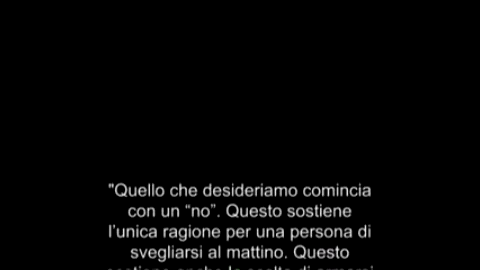 "Quello che desideriamo comincia
con un “no”. Questo sostiene
l’unica ragione per una persona di
svegliarsi al mattino. Questo